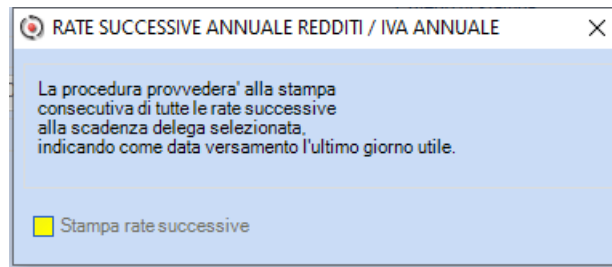 RATE SUCCESSIVE ANNUALE REDDITI / IVA ANNUALE
La procedura provvedera' alla stampa
consecutiva di tutte le rate successive
alla scadenza delega selezionata,
indicando come data versamento l'ultimo giorno utile.
Stampa rate successive